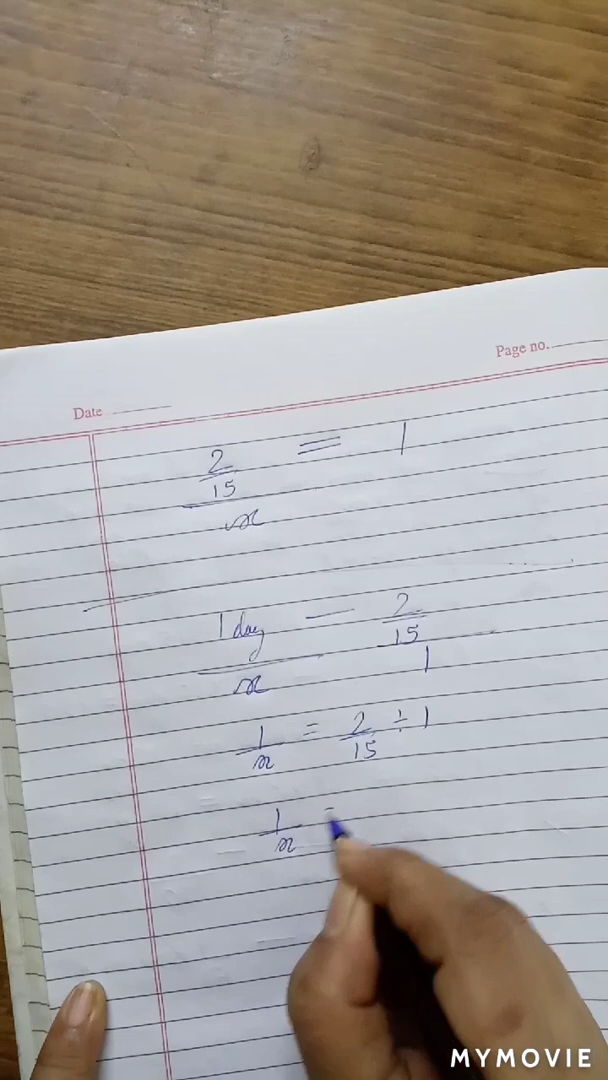 Page no.
Date
2/15/x = 1
1 day — 2/15
x 1
1/x = 2/15 ÷ 1
1/x =
MYMOVIE